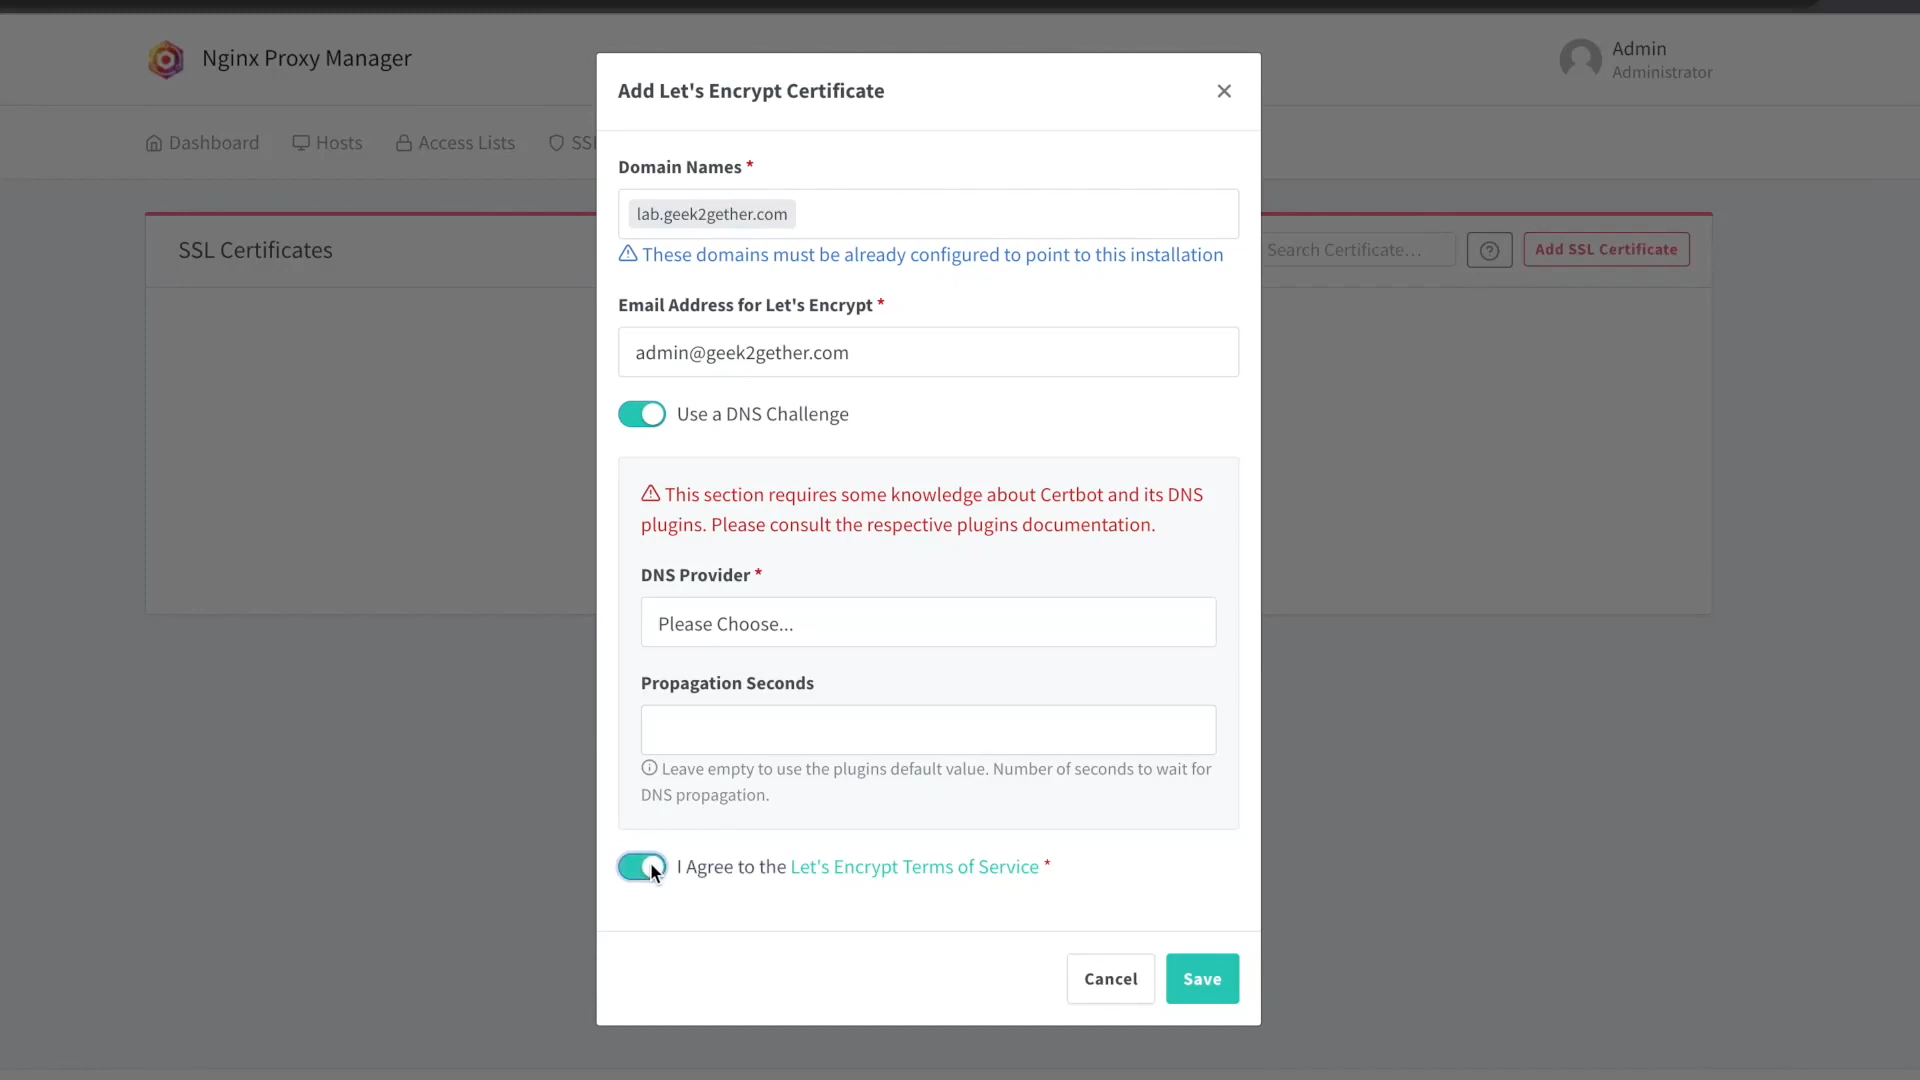 Nginx Proxy Manager
Admin
Administrator
Dashboard
Hosts
Access Lists
SSL Certificates
Search Certificate...
Add SSL Certificate
Add Let's Encrypt Certificate
Domain Names *
lab.geek2gether.com
These domains must be already configured to point to this installation
Email Address for Let's Encrypt *
admin@geek2gether.com
Use a DNS Challenge
This section requires some knowledge about Certbot and its DNS
plugins. Please consult the respective plugins documentation.
DNS Provider *
Please Choose...
Propagation Seconds
Leave empty to use the plugins default value. Number of seconds to wait for
DNS propagation.
I Agree to the Let's Encrypt Terms of Service *
Cancel
Save